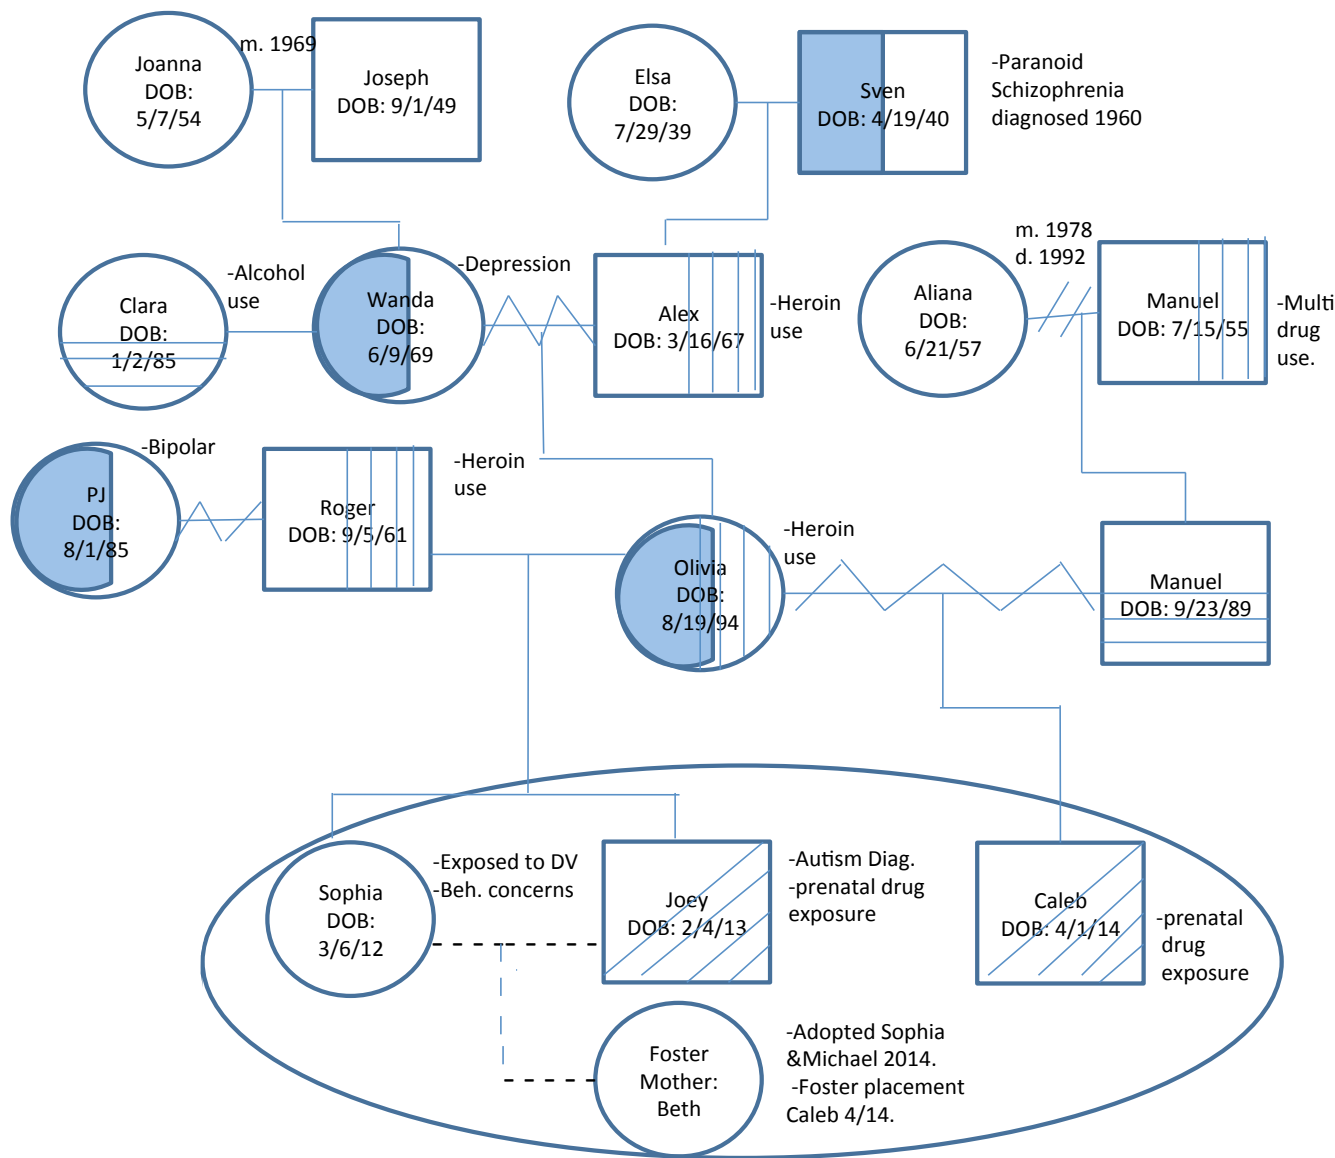 m. 1969
Joanna
DOB:
5/7/54
Joseph
DOB: 9/1/49
Elsa
DOB:
7/29/39
Sven
DOB: 4/19/40
-Paranoid
Schizophrenia
diagnosed 1960
Clara
DOB:
1/2/85
-Alcohol
use
Wanda
DOB:
6/9/69
-Depression
Alex
DOB: 3/16/67
-Heroin
use
Aliana
DOB:
6/21/57
m. 1978
d. 1992
Manuel
DOB: 7/15/55
-Multi
drug
use.
PJ
DOB:
8/1/85
-Bipolar
Roger
DOB: 9/5/61
-Heroin
use
Olivia
DOB:
8/19/94
-Heroin
use
Manuel
DOB: 9/23/89
Sophia
DOB:
3/6/12
-Exposed to DV
-Beh. concerns
Joey
DOB: 2/4/13
-Autism Diag.
-prenatal drug
exposure
Caleb
DOB: 4/1/14
-prenatal
drug
exposure
Foster
Mother:
Beth
-Adopted Sophia
&Michael 2014.
-Foster placement
Caleb 4/14.